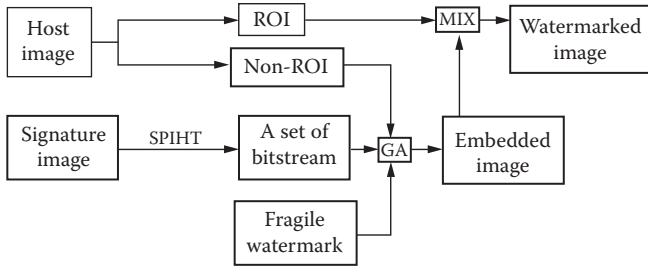 Host
image
ROI
MIX
Watermarked
image
Non-ROI
Signature
image
SPIHT
A set of
bitstream
GA
Embedded
image
Fragile
watermark